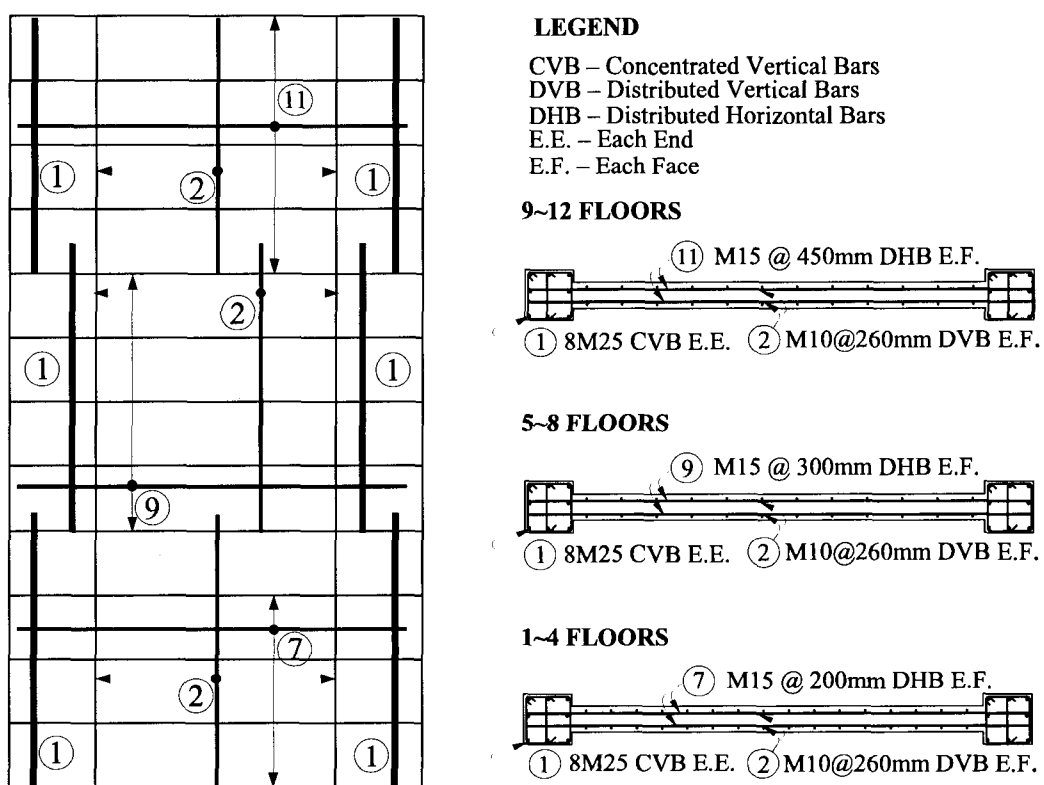 LEGEND
CVB – Concentrated Vertical Bars
DVB – Distributed Vertical Bars
DHB – Distributed Horizontal Bars
E.E. – Each End
E.F. – Each Face
9~12 FLOORS
11 M15 @ 450mm DHB E.F.
1 8M25 CVB E.E. 2 M10@260mm DVB E.F.
5~8 FLOORS
9 M15 @ 300mm DHB E.F.
1 8M25 CVB E.E. 2 M10@260mm DVB E.F.
1~4 FLOORS
7 M15 @ 200mm DHB E.F.
1 8M25 CVB E.E. 2 M10@260mm DVB E.F.
11
1 2 1
2
1 1
9
7
2
1 1